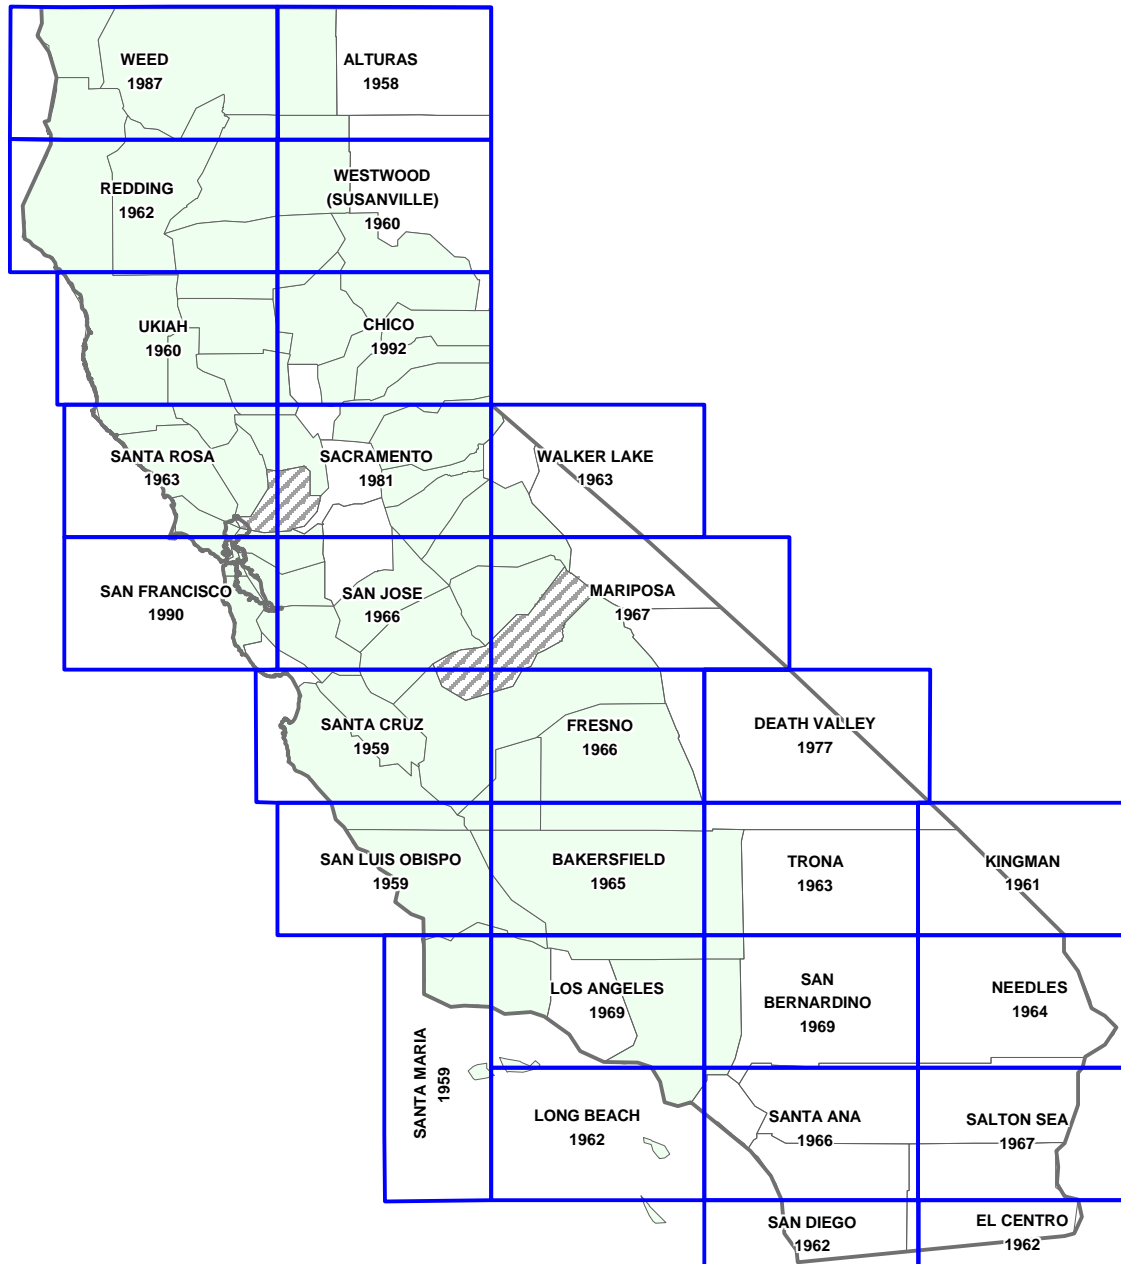 WEED
1987
ALTURAS
1958
REDDING
1962
WESTWOOD
(SUSANVILLE)
1960
UKIAH
1960
CHICO
1992
SANTA ROSA
1963
SACRAMENTO
1981
WALKER LAKE
1963
SAN FRANCISCO
1990
SAN JOSE
1966
MARIPOSA
1967
SANTA CRUZ
1959
FRESNO
1966
DEATH VALLEY
1977
SAN LUIS OBISPO
1959
BAKERSFIELD
1965
TRONA
1963
KINGMAN
1961
SANTA MARIA
1959
LOS ANGELES
1969
SAN
BERNARDINO
1969
NEEDLES
1964
LONG BEACH
1962
SANTA ANA
1966
SALTON SEA
1967
SAN DIEGO
1962
EL CENTRO
1962